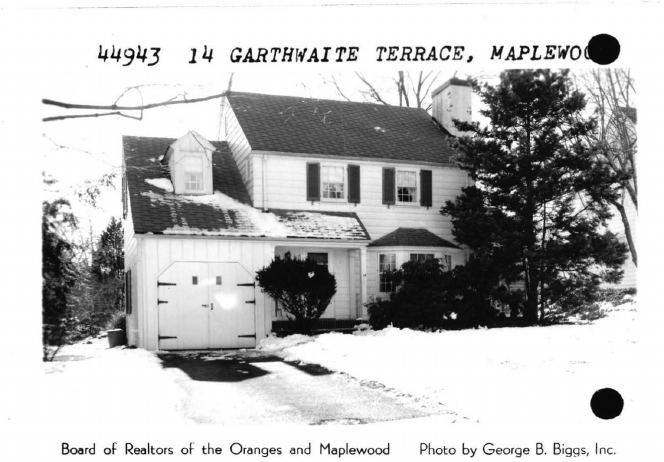 44943 14 GARTHWAITE TERRACE, MAPLEWOO
Board of Realtors of the Oranges and Maplewood Photo by George B. Biggs, Inc.